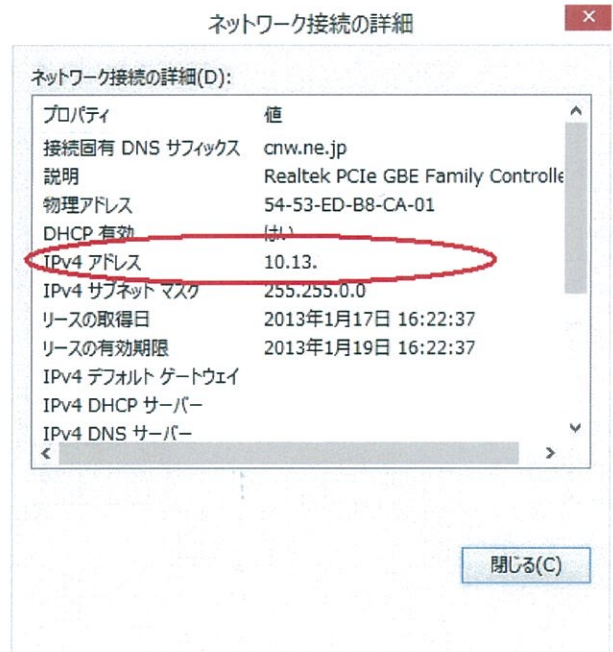 ネットワーク接続の詳細
ネットワーク接続の詳細(D):
プロパティ 値
接続固有 DNS サフィックス cnw.ne.jp
説明 Realtek PCIe GBE Family Controlle
物理アドレス 54-53-ED-B8-CA-01
DHCP 有効 はい
IPv4 アドレス 10.13.
IPv4 サブネット マスク 255.255.0.0
リースの取得日 2013年1月17日 16:22:37
リースの有効期限 2013年1月19日 16:22:37
IPv4 デフォルト ゲートウェイ
IPv4 DHCP サーバー
IPv4 DNS サーバー
閉じる(C)